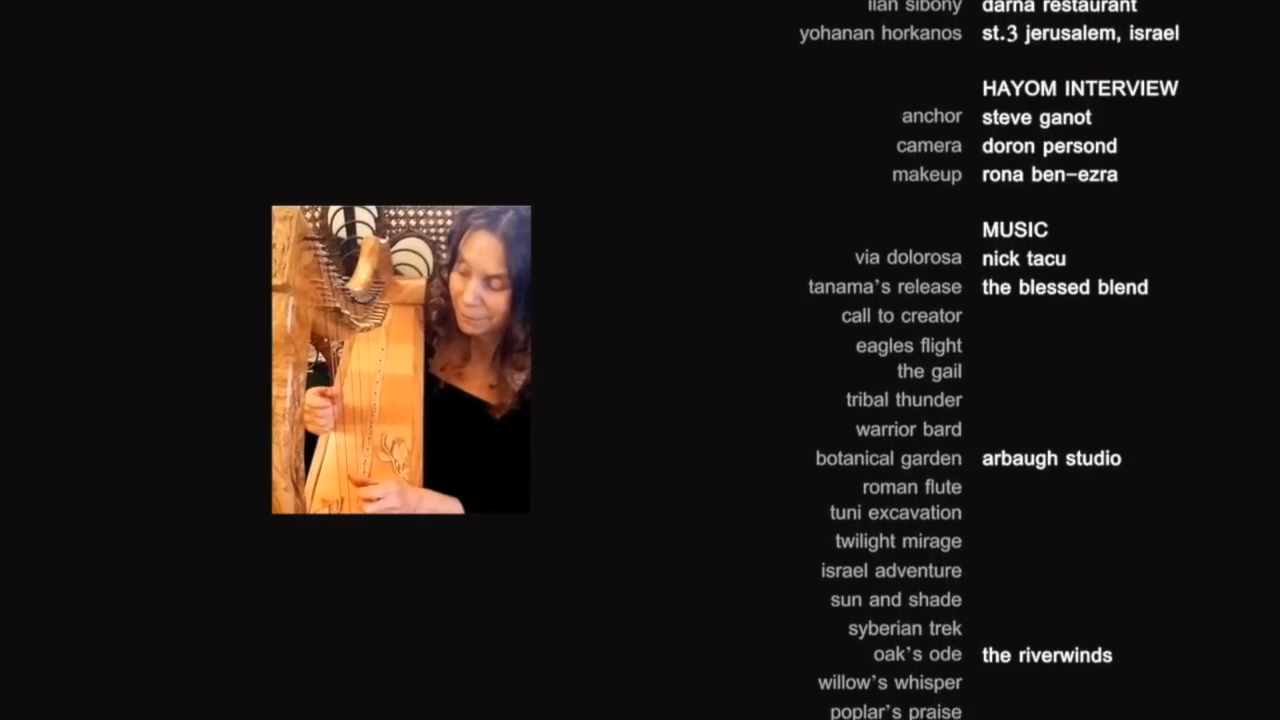 ilan sibony darna restaurant
yohanan horkanos st.3 jerusalem, israel
HAYOM INTERVIEW
anchor steve ganot
camera doron persond
makeup rona ben-ezra
MUSIC
via dolorosa nick tacu
tanama's release the blessed blend
call to creator
eagles flight
the gail
tribal thunder
warrior bard
botanical garden arbaugh studio
roman flute
tuni excavation
twilight mirage
israel adventure
sun and shade
syberian trek
oak's ode the riverwinds
willow's whisper
poplar's praise